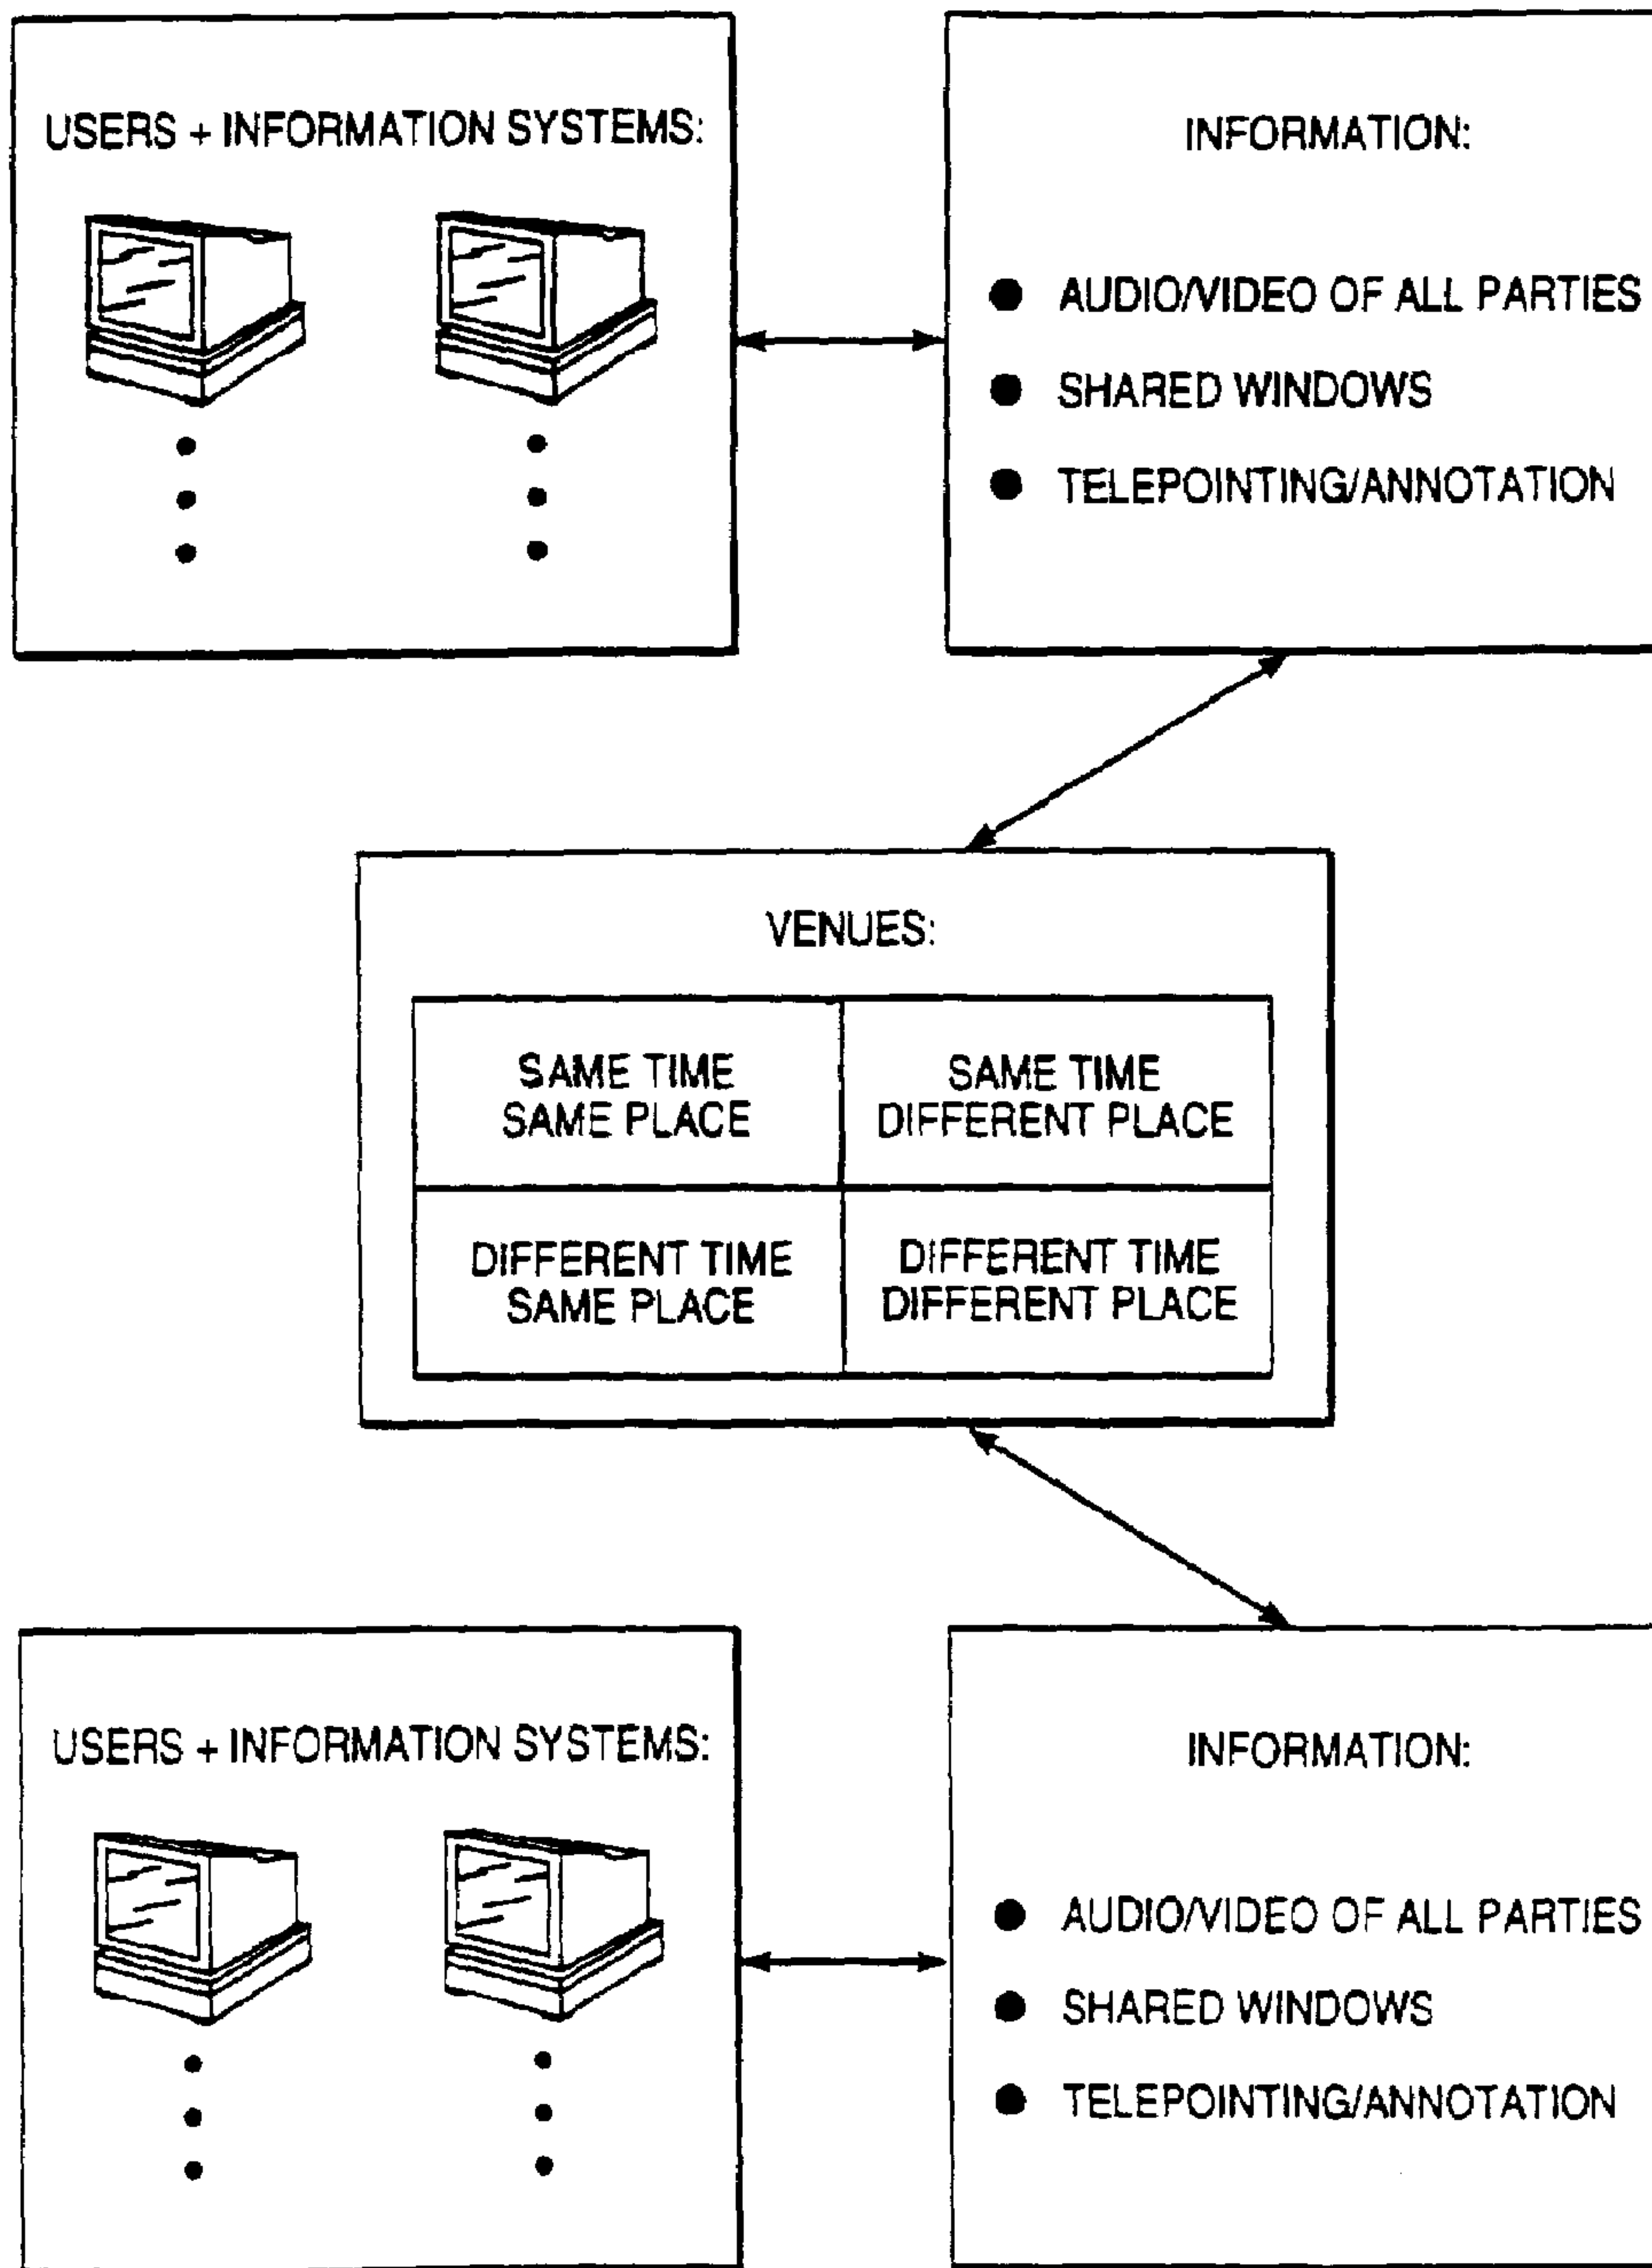 USERS + INFORMATION SYSTEMS:
INFORMATION:
● AUDIO/VIDEO OF ALL PARTIES
● SHARED WINDOWS
● TELEPOINTING/ANNOTATION
VENUES:
SAME TIME
SAME PLACE
SAME TIME
DIFFERENT PLACE
DIFFERENT TIME
SAME PLACE
DIFFERENT TIME
DIFFERENT PLACE
USERS + INFORMATION SYSTEMS:
INFORMATION:
● AUDIO/VIDEO OF ALL PARTIES
● SHARED WINDOWS
● TELEPOINTING/ANNOTATION